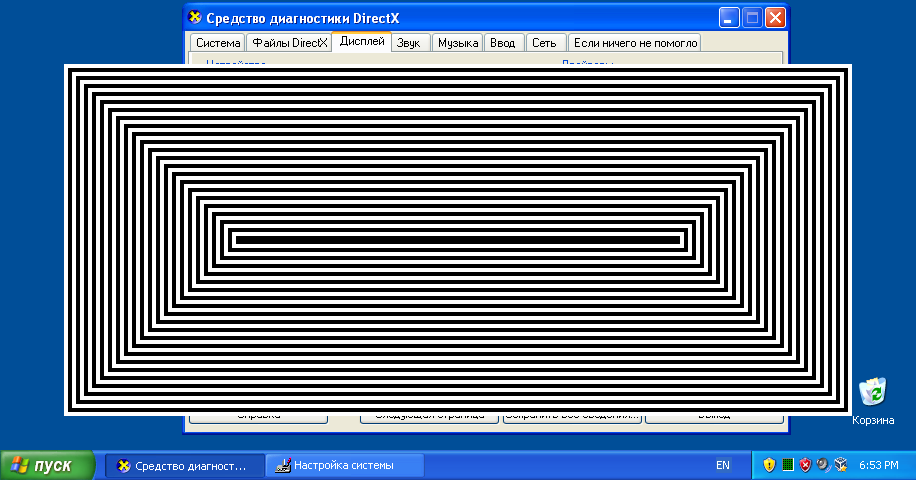 Средство диагностики DirectX
Система Файлы DirectX Дисплей Звук Музыка Ввод Сеть Если ничего не помогло
Корзина
пуск Средство диагност... Настройка системы EN 6:53 PM